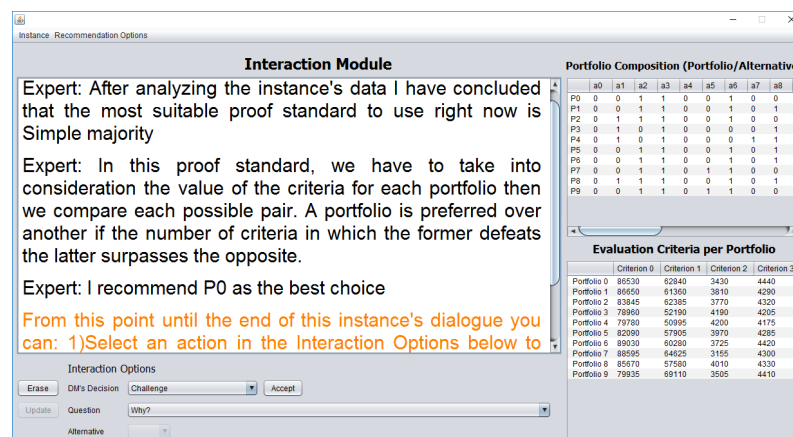 Instance Recommendation Options
Interaction Module
Expert: After analyzing the instance's data I have concluded
that the most suitable proof standard to use right now is
Simple majority
Expert: In this proof standard, we have to take into
consideration the value of the criteria for each portfolio then
we compare each possible pair. A portfolio is preferred over
another if the number of criteria in which the former defeats
the latter surpasses the opposite.
Expert: I recommend P0 as the best choice
From this point until the end of this instance's dialogue you
can: 1)Select an action in the Interaction Options below to
Interaction Options
Erase DM's Decision Challenge Accept
Update Question Why?
Alternative
Portfolio Composition (Portfolio/Alternative
a0 a1 a2 a3 a4 a5 a6 a7 a8
P0 0 0 1 1 0 0 1 0 0
P1 0 0 1 1 0 0 1 0 1
P2 0 1 1 1 0 0 1 0 1
P3 0 1 0 1 0 0 0 0 1
P4 0 1 0 1 0 0 0 1 1
P5 0 0 1 1 0 0 1 0 1
P6 0 0 1 1 0 0 1 0 1
P7 0 0 0 1 0 1 1 0 0
P8 0 1 1 1 0 0 1 0 1
P9 0 0 1 1 0 1 1 0 0
Evaluation Criteria per Portfolio
Criterion 0 Criterion 1 Criterion 2 Criterion 3
Portfolio 0 86530 62840 3430 4440
Portfolio 1 86650 61360 3810 4290
Portfolio 2 83845 62385 3770 4320
Portfolio 3 78960 52190 4190 4205
Portfolio 4 79780 50995 4200 4175
Portfolio 5 82090 57905 3970 4285
Portfolio 6 89030 60280 3725 4420
Portfolio 7 88595 64625 3155 4300
Portfolio 8 85670 57580 4010 4330
Portfolio 9 79935 69110 3505 4410